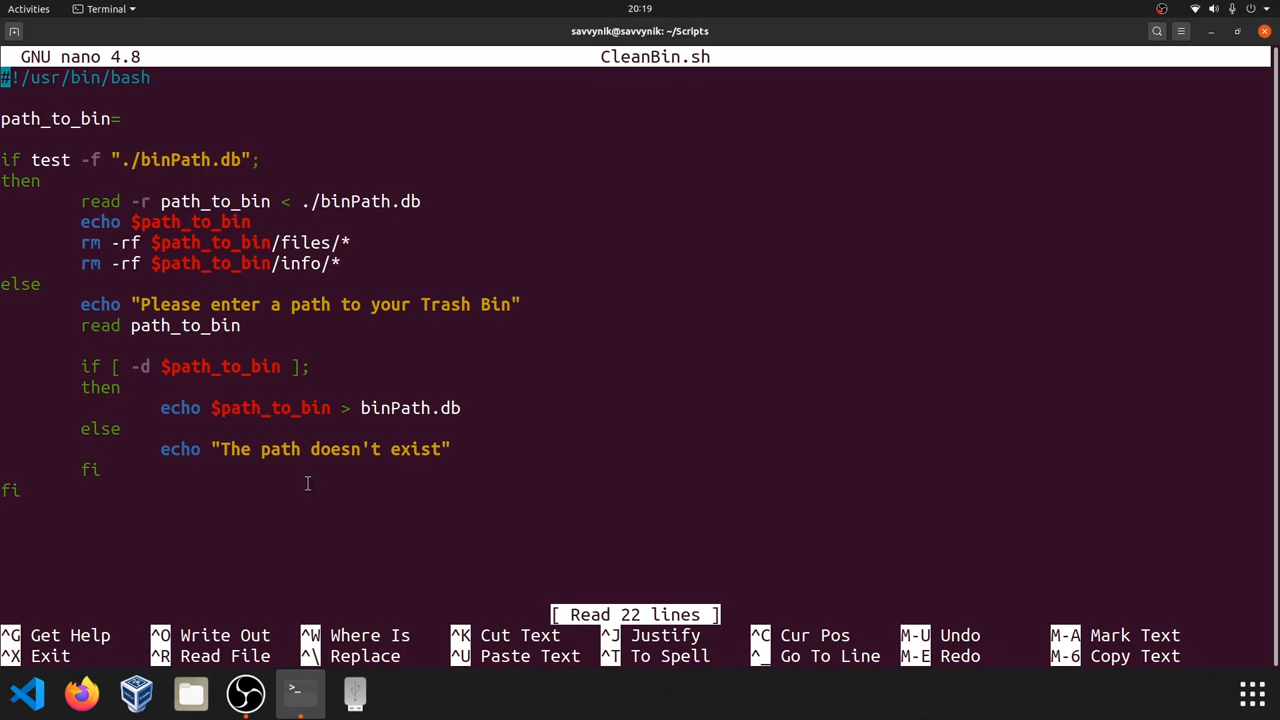 Activities Terminal 20:19
savvynik@savvynik: ~/Scripts
GNU nano 4.8 CleanBin.sh
#!/usr/bin/bash
path_to_bin=
if test -f "./binPath.db";
then
read -r path_to_bin < ./binPath.db
echo $path_to_bin
rm -rf $path_to_bin/files/*
rm -rf $path_to_bin/info/*
else
echo "Please enter a path to your Trash Bin"
read path_to_bin
if [ -d $path_to_bin ];
then
echo $path_to_bin > binPath.db
else
echo "The path doesn't exist"
fi
fi
[ Read 22 lines ]
^G Get Help ^O Write Out ^W Where Is ^K Cut Text ^J Justify ^C Cur Pos M-U Undo M-A Mark Text
^X Exit ^R Read File ^\ Replace ^U Paste Text ^T To Spell ^_ Go To Line M-E Redo M-6 Copy Text